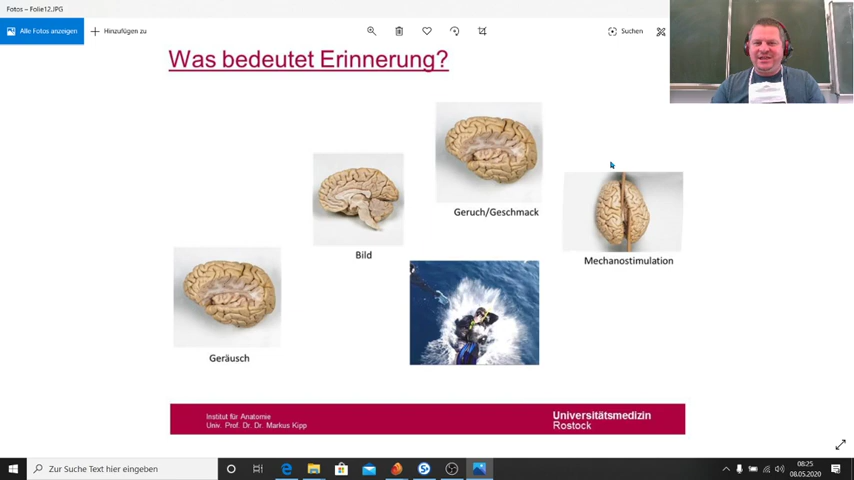 Fotos – Folie12.JPG
Alle Fotos anzeigen
Hinzufügen zu
Suchen
Was bedeutet Erinnerung?
Geruch/Geschmack
Bild
Mechanostimulation
Geräusch
Institut für Anatomie
Univ. Prof. Dr. Dr. Markus Kipp
Universitätsmedizin
Rostock
Zur Suche Text hier eingeben
08:25
08.05.2020